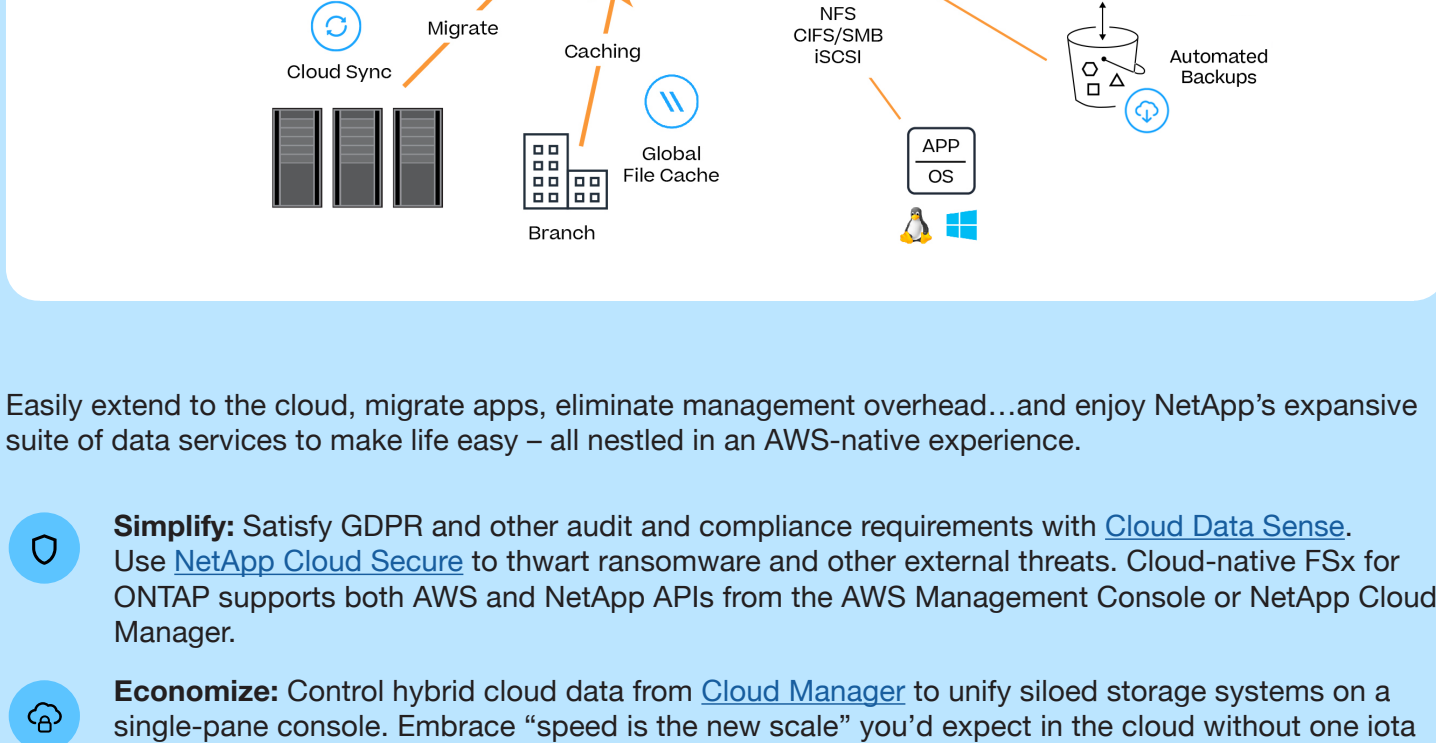 Migrate
Cloud Sync
Caching
Global
File Cache
Branch
NFS
CIFS/SMB
iSCSI
APP
OS
Automated
Backups
Easily extend to the cloud, migrate apps, eliminate management overhead…and enjoy NetApp’s expansive
suite of data services to make life easy – all nestled in an AWS-native experience.
Simplify: Satisfy GDPR and other audit and compliance requirements with Cloud Data Sense.
Use NetApp Cloud Secure to thwart ransomware and other external threats. Cloud-native FSx for
ONTAP supports both AWS and NetApp APIs from the AWS Management Console or NetApp Cloud
Manager.
Economize: Control hybrid cloud data from Cloud Manager to unify siloed storage systems on a
single-pane console. Embrace “speed is the new scale” you’d expect in the cloud without one iota